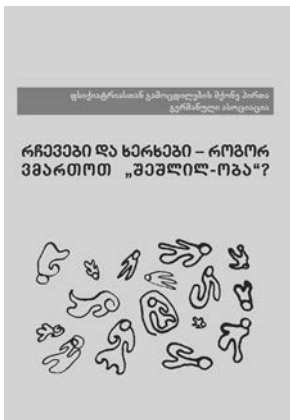 ფსიქიატრიასთან გამოცდილების მქონე პირთა
გერმანული ასოციაცია
რჩევები და ხერხები – როგორ
ვმართოთ „შეშლილ-ობა“?